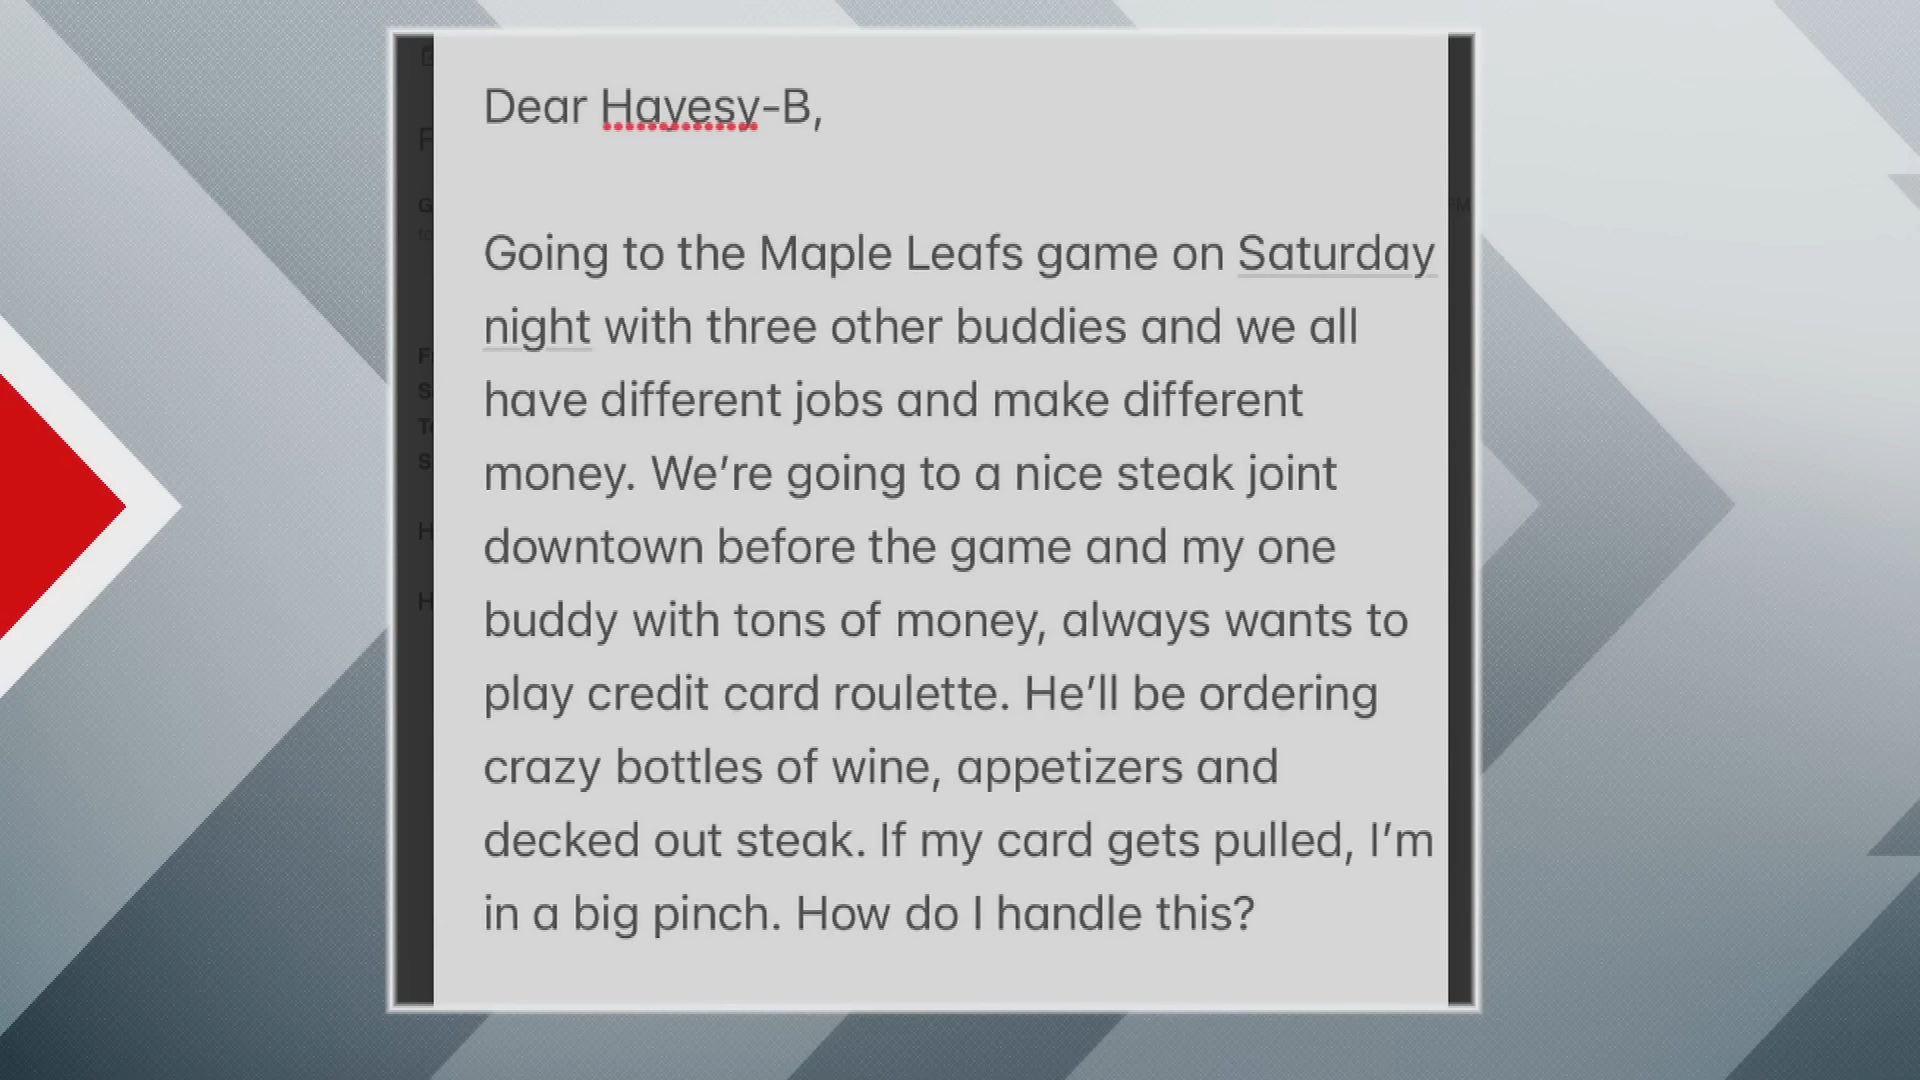 Dear Hayesy-B,
Going to the Maple Leafs game on Saturday
night with three other buddies and we all
have different jobs and make different
money. We’re going to a nice steak joint
downtown before the game and my one
buddy with tons of money, always wants to
play credit card roulette. He’ll be ordering
crazy bottles of wine, appetizers and
decked out steak. If my card gets pulled, I’m
in a big pinch. How do I handle this?